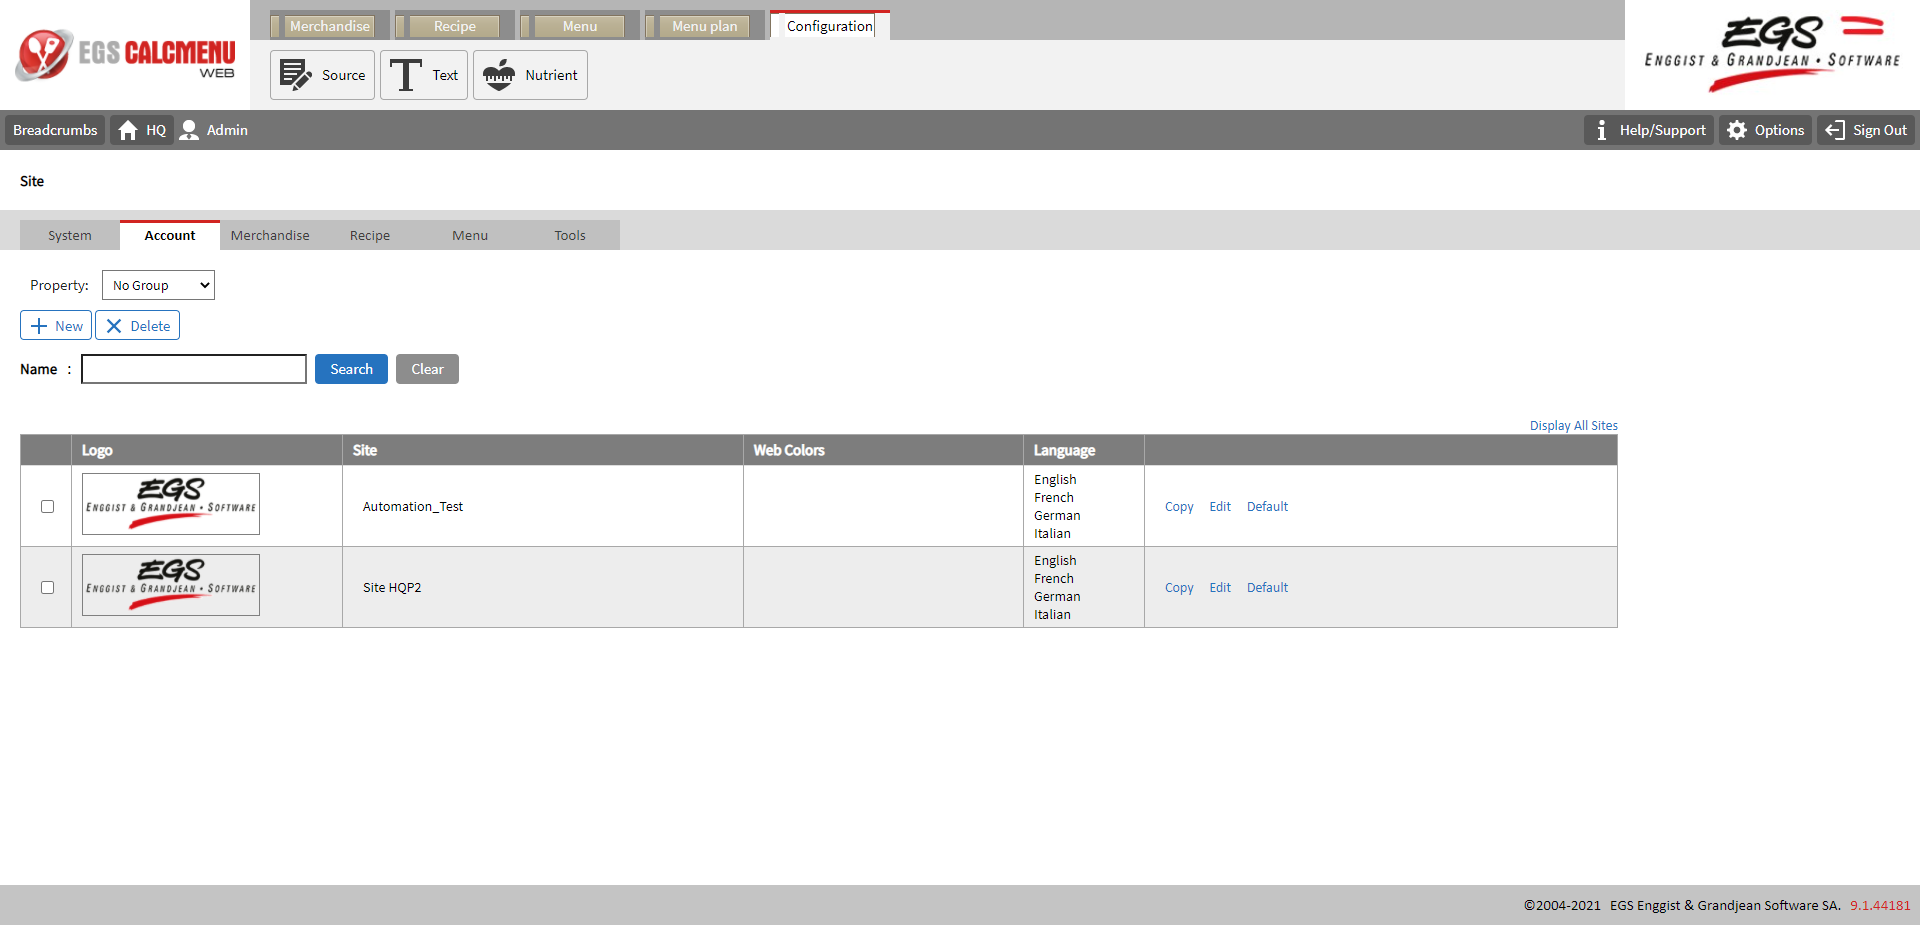 EGS CALCMENU
WEB
Merchandise Recipe Menu Menu plan Configuration
Source Text Nutrient
EGS
ENGGIST & GRANDJEAN • SOFTWARE
Breadcrumbs HQ Admin Help/Support Options Sign Out
Site
System Account Merchandise Recipe Menu Tools
Property: No Group
New Delete
Name : Search Clear
Display All Sites
Logo Site Web Colors Language
EGS
ENGGIST & GRANDJEAN • SOFTWARE
Automation_Test
English
French
German
Italian
Copy Edit Default
EGS
ENGGIST & GRANDJEAN • SOFTWARE
Site HQP2
English
French
German
Italian
Copy Edit Default
©2004-2021 EGS Enggist & Grandjean Software SA. 9.1.44181